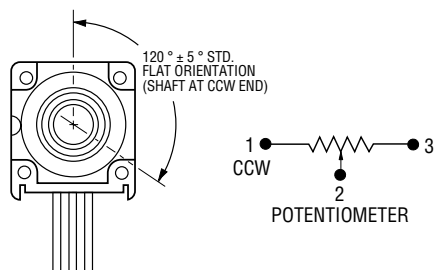 120 ° ± 5 ° STD.
FLAT ORIENTATION
(SHAFT AT CCW END)
1
3
CCW
2
POTENTIOMETER